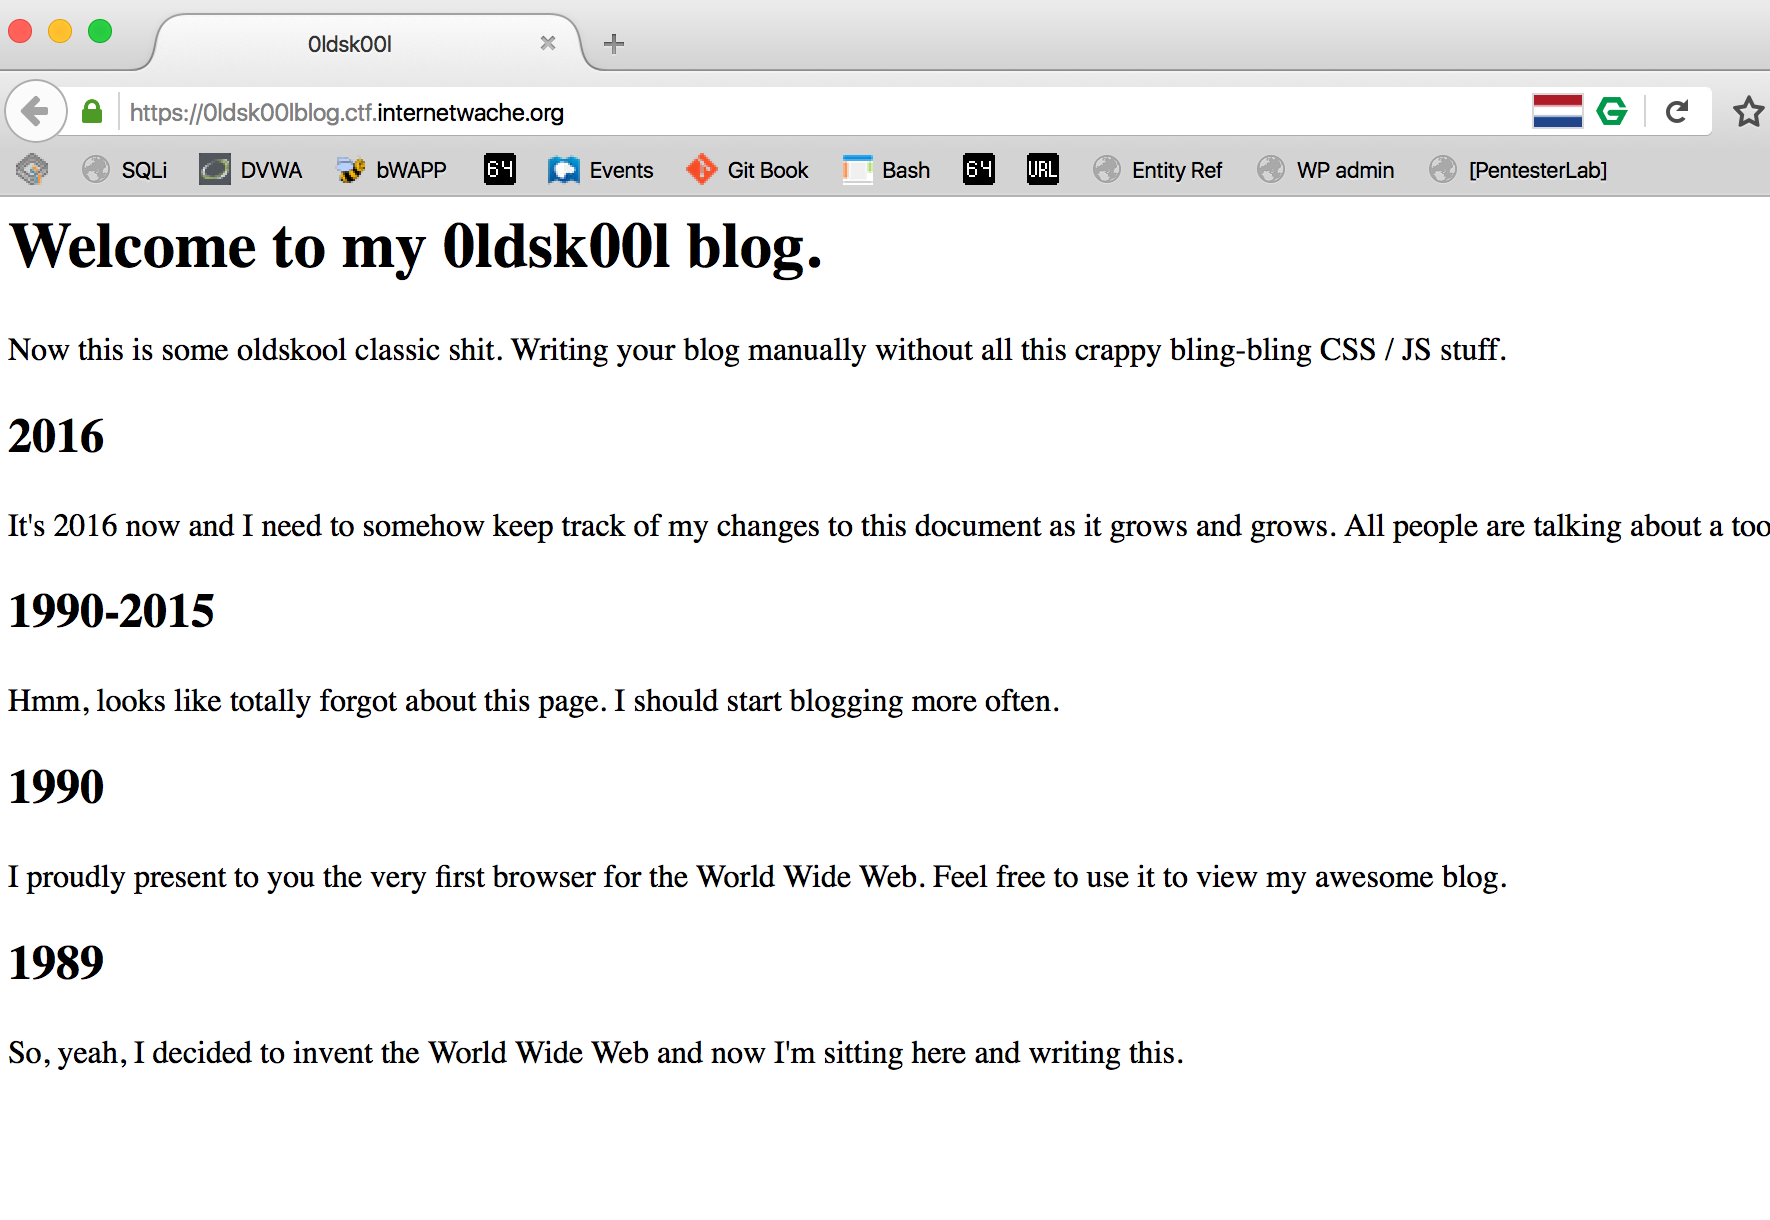 0ldsk00l
https://0ldsk00lblog.ctf.internetwache.org
SQLi DVWA bWAPP 64 Events Git Book Bash 64 URL Entity Ref WP admin [PentesterLab]
Welcome to my 0ldsk00l blog.
Now this is some oldskool classic shit. Writing your blog manually without all this crappy bling-bling CSS / JS stuff.
2016
It's 2016 now and I need to somehow keep track of my changes to this document as it grows and grows. All people are talking about a too
1990-2015
Hmm, looks like totally forgot about this page. I should start blogging more often.
1990
I proudly present to you the very first browser for the World Wide Web. Feel free to use it to view my awesome blog.
1989
So, yeah, I decided to invent the World Wide Web and now I'm sitting here and writing this.